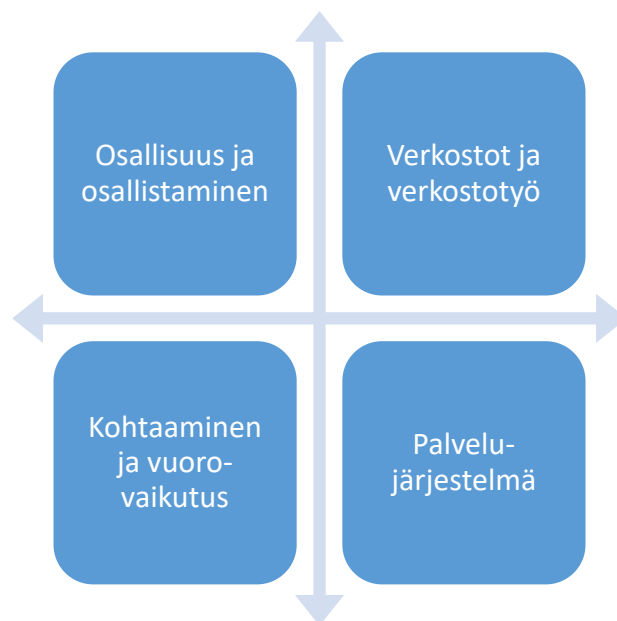 Osallisuus ja
osallistaminen
Verkostot ja
verkostotyö
Kohtaaminen
ja vuoro-
vaikutus
Palvelu-
järjestelmä